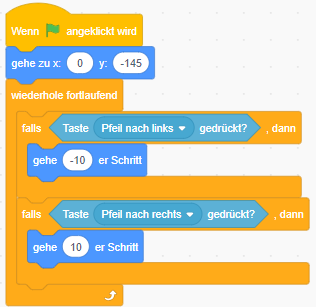 Wenn angeklickt wird
gehe zu x: 0 y: -145
wiederhole fortlaufend
falls Taste Pfeil nach links gedrückt? , dann
gehe -10 er Schritt
falls Taste Pfeil nach rechts gedrückt? , dann
gehe 10 er Schritt